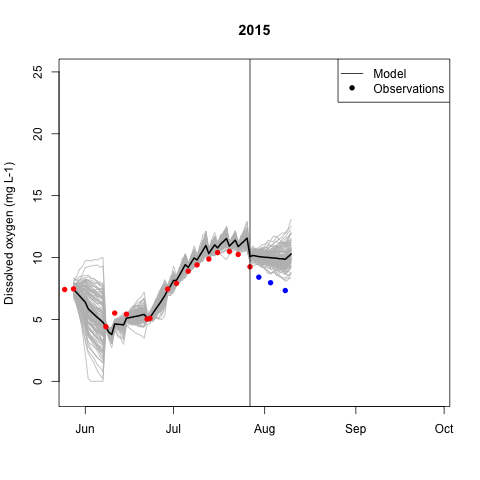 2015
Model
Observations
Dissolved oxygen (mg L-1)
25
20
15
10
5
0
Jun
Jul
Aug
Sep
Oct